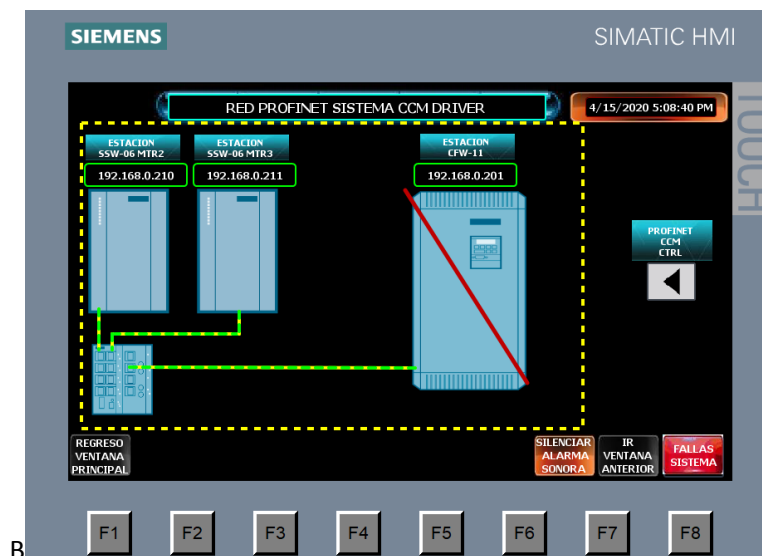 SIEMENS
SIMATIC HMI
RED PROFINET SISTEMA CCM DRIVER
4/15/2020 5:08:40 PM
TOUCH
ESTACION
SSW-06 MTR2
ESTACION
SSW-06 MTR3
ESTACION
CFW-11
192.168.0.210
192.168.0.211
192.168.0.201
PROFINET
CCM
CTRL
REGRESO
VENTANA
PRINCIPAL
SILENCIAR
ALARMA
SONORA
IR
VENTANA
ANTERIOR
FALLAS
SISTEMA
F1
F2
F3
F4
F5
F6
F7
F8
B